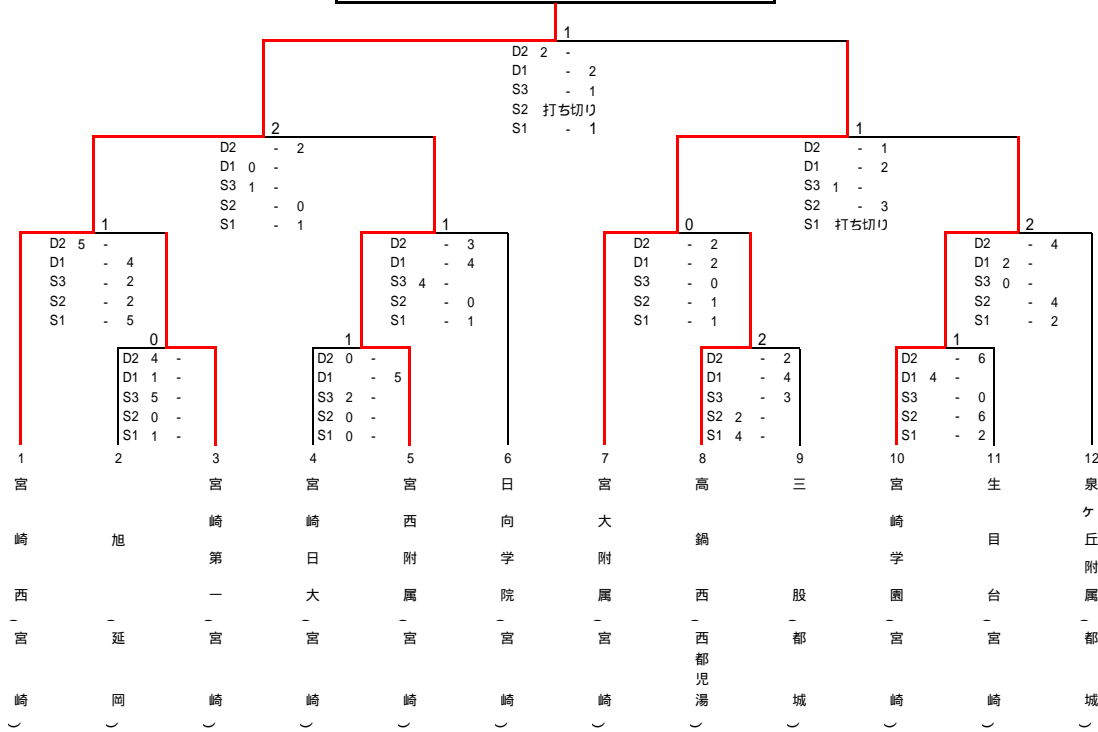 1
D2 2 -
D1 - 2
S3 - 1
S2 打ち切り
S1 - 1
2
D2 - 2
D1 0 -
S3 1 -
S2 - 0
S1 - 1
1
D2 - 1
D1 - 2
S3 1 -
S2 - 3
S1 打ち切り
1
D2 5 -
D1 - 4
S3 - 2
S2 - 2
S1 - 5
1
D2 - 3
D1 - 4
S3 4 -
S2 - 0
S1 - 1
0
D2 - 2
D1 - 2
S3 - 0
S2 - 1
S1 - 1
2
D2 - 4
D1 2 -
S3 0 -
S2 - 4
S1 - 2
0
D2 4 -
D1 1 -
S3 5 -
S2 0 -
S1 1 -
1
D2 0 -
D1 - 5
S3 2 -
S2 0 -
S1 0 -
2
D2 - 2
D1 - 4
S3 - 3
S2 2 -
S1 4 -
1
D2 - 6
D1 4 -
S3 - 0
S2 - 6
S1 - 2
1 2 3 4 5 6 7 8 9 10 11 12
宮崎西(宮崎)
旭(延岡)
宮崎第一(宮崎)
宮崎日大(宮崎)
宮西附属(宮崎)
日向学院(宮崎)
宮大附属(宮崎)
高鍋西(西都児湯)
三股(都城)
宮崎学園(宮崎)
生目台(宮崎)
泉ヶ丘附属(都城)